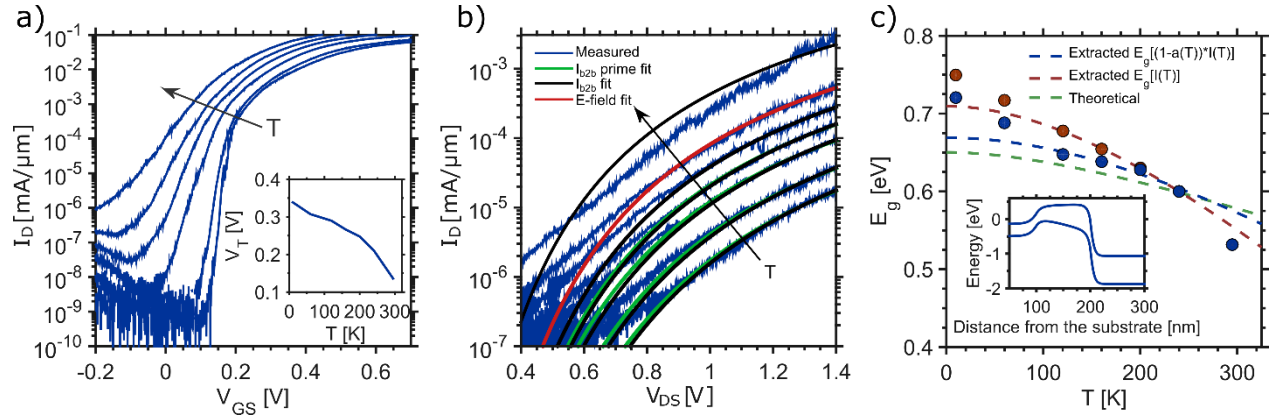 a)
I_D [mA/μm]
10^-1
10^-2
10^-3
10^-4
10^-5
10^-6
10^-7
10^-8
10^-9
10^-10
T
V_T [V]
0.4
0.3
0.2
0.1
0 100 200 300
T [K]
-0.2 0 0.2 0.4 0.6
V_GS [V]
b)
I_D [mA/μm]
10^-2
10^-3
10^-4
10^-5
10^-6
10^-7
Measured
I_b2b prime fit
I_b2b fit
E-field fit
T
0.4 0.6 0.8 1 1.2 1.4
V_DS [V]
c)
E_g [eV]
0.8
0.7
0.6
0.5
0.4
Extracted E_g[(1-a(T))*I(T)]
Extracted E_g[I(T)]
Theoretical
Energy [eV]
0
-1
-2
100 200 300
Distance from the substrate [nm]
0 100 200 300
T [K]